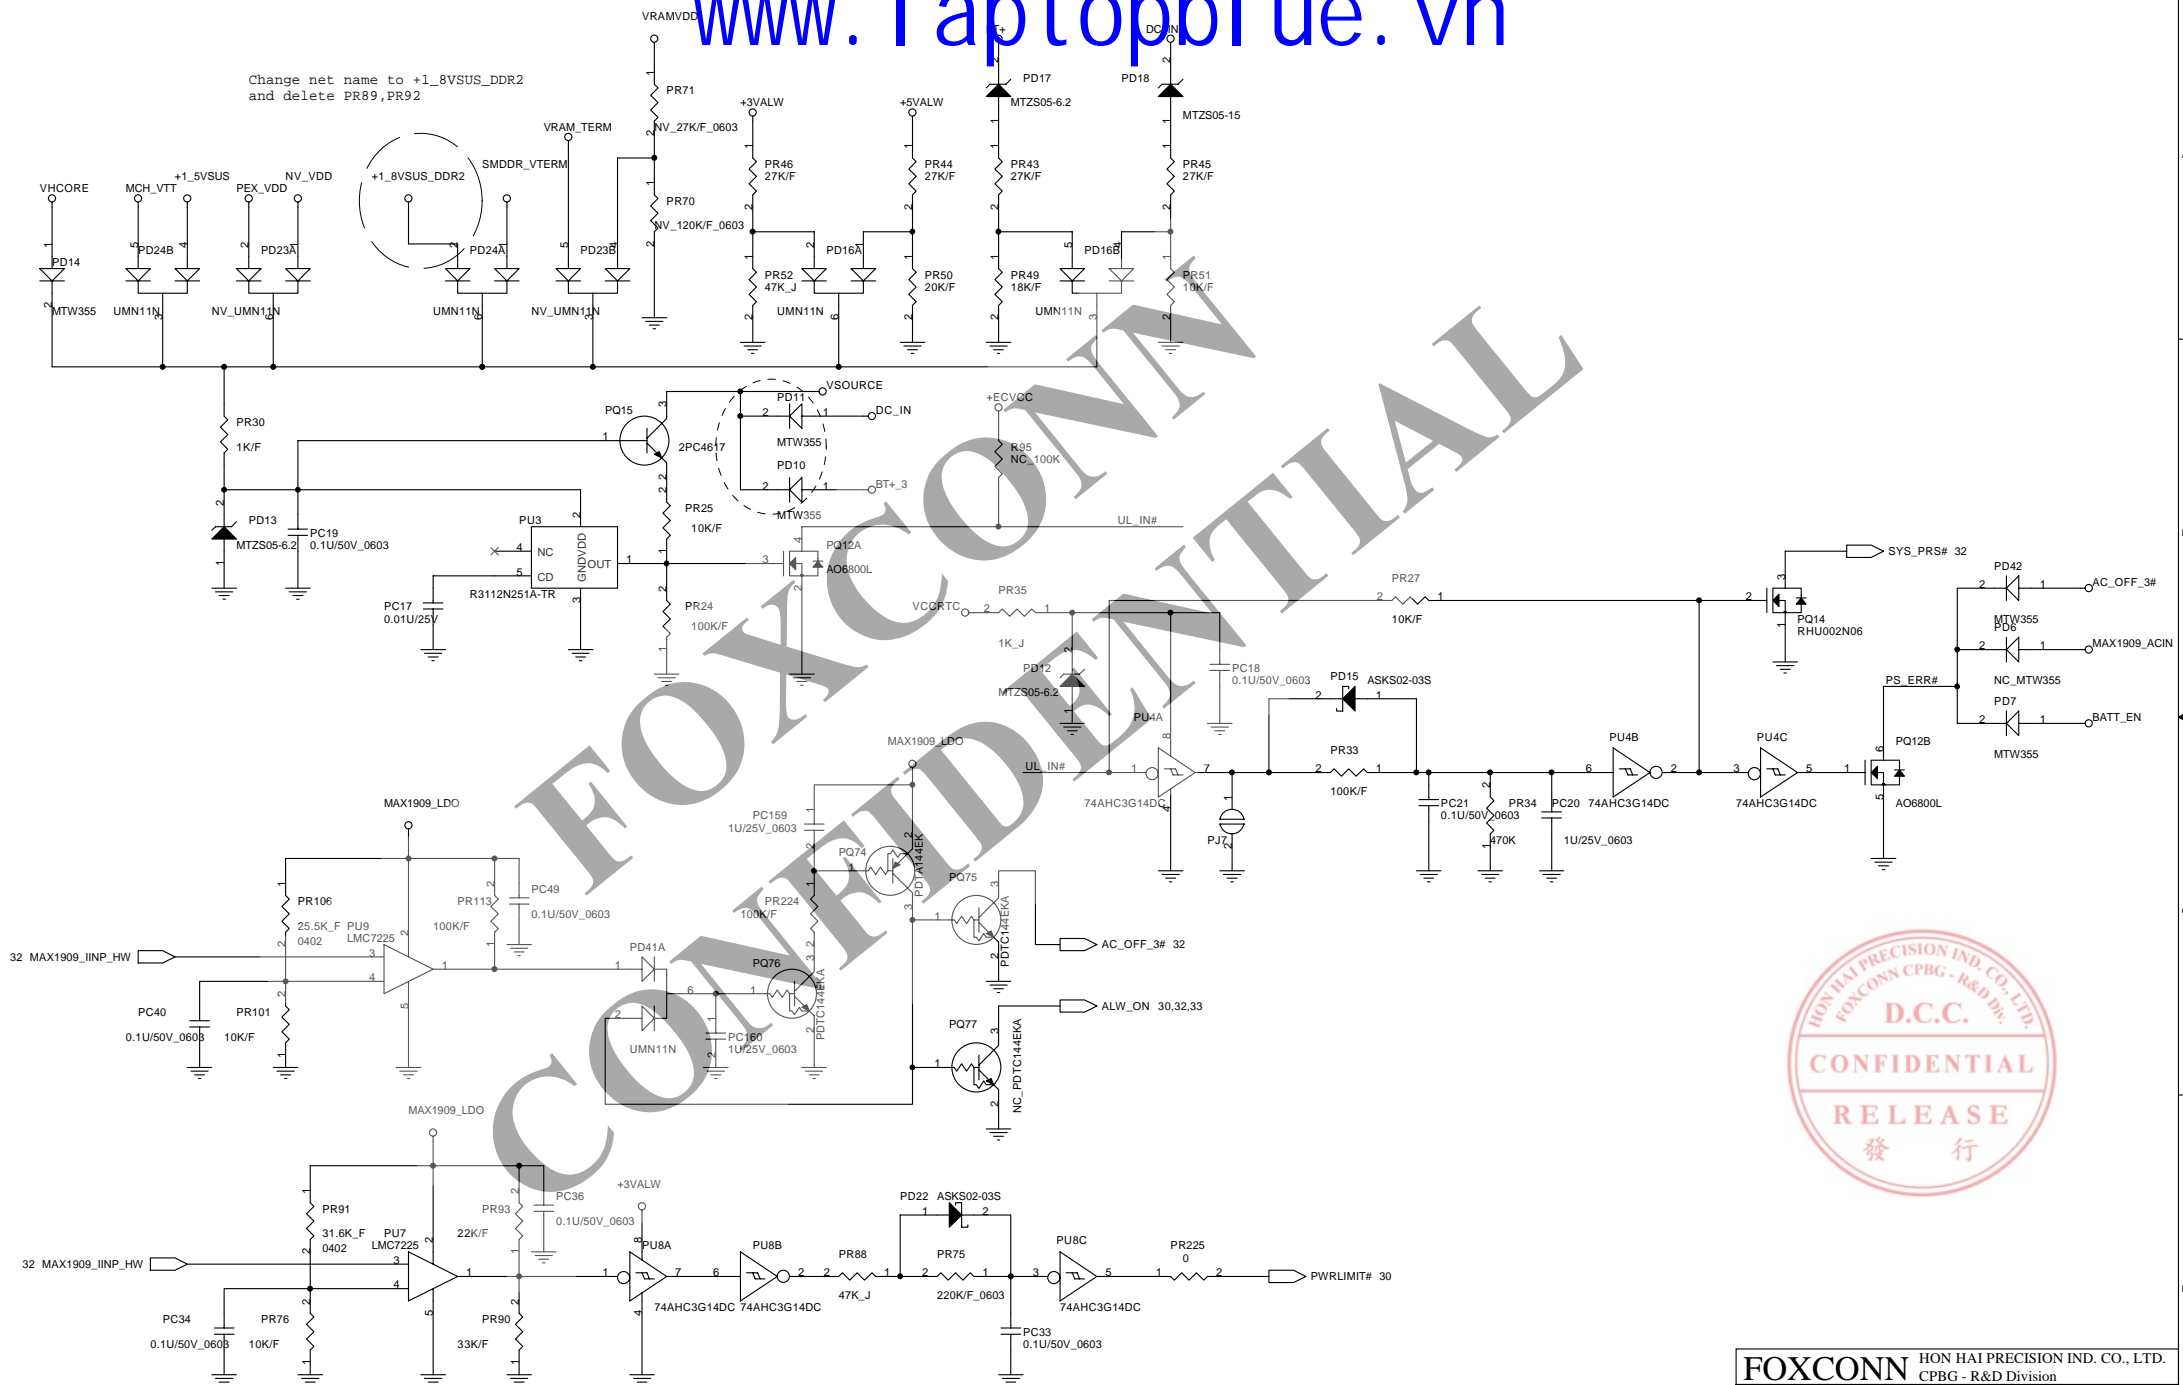 www.laptopblue.vn
VRAMVDD
DC_IN
Change net name to +1_8VSUS_DDR2
and delete PR89,PR92
PD17
MTZS05-6.2
PD18
MTZS05-15
PR71
NV_27K/F_0603
+3VALW
+5VALW
VRAM_TERM
SMDDR_VTERM
PR46
27K/F
PR44
27K/F
PR43
27K/F
PR45
27K/F
VHCORE
MCH_VTT
+1_5VSUS
PEX_VDD
NV_VDD
+1_8VSUS_DDR2
PR70
NV_120K/F_0603
PD14
MTW355
PD24B
UMN11N
PD23A
NV_UMN11N
PD24A
UMN11N
PD23B
NV_UMN11N
PR52
47K_J
PD16A
UMN11N
PR50
20K/F
PR49
18K/F
PD16B
UMN11N
PR51
10K/F
PR30
1K/F
PQ15
2PC4617
VSOURCE
PD11
DC_IN
MTW355
PD10
BT+_3
MTW355
+ECVCC
R95
NC_100K
UL_IN#
PD13
MTZS05-6.2
PC19
0.1U/50V_0603
PU3
NC
CD
GNDVDD
OUT
R3112N251A-TR
PC17
0.01U/25V
PR25
10K/F
PR24
100K/F
PQ12A
AO6800L
VCCRTC
PR35
1K_J
PD12
MTZS05-6.2
PC18
0.1U/50V_0603
PR27
10K/F
SYS_PRS# 32
PQ14
RHU002N06
PD42
AC_OFF_3#
MTW355
PD6
MAX1909_ACIN
NC_MTW355
PS_ERR#
PD7
BATT_EN
MTW355
PQ12B
AO6800L
UL_IN#
PU4A
74AHC3G14DC
PJ7
PD15
ASKS02-03S
PR33
100K/F
PC21
0.1U/50V_0603
PR34
470K
PC20
1U/25V_0603
PU4B
74AHC3G14DC
PU4C
74AHC3G14DC
MAX1909_LDO
PC159
1U/25V_0603
PQ74
PDTA144EK
PR224
100K/F
PQ75
PDTC144EKA
AC_OFF_3# 32
MAX1909_LDO
PR106
25.5K_F
0402
PU9
LMC7225
PR113
100K/F
PC49
0.1U/50V_0603
32 MAX1909_IINP_HW
PC40
0.1U/50V_0603
PR101
10K/F
PD41A
UMN11N
PQ76
PDTC144EKA
PC160
1U/25V_0603
PQ77
NC_PDTC144EKA
ALW_ON 30,32,33
MAX1909_LDO
PR91
31.6K_F
0402
PU7
LMC7225
PR93
22K/F
PC36
0.1U/50V_0603
32 MAX1909_IINP_HW
PC34
0.1U/50V_0603
PR76
10K/F
PR90
33K/F
+3VALW
PU8A
74AHC3G14DC
PU8B
74AHC3G14DC
PR88
47K_J
PD22
ASKS02-03S
PR75
220K/F_0603
PC33
0.1U/50V_0603
PU8C
74AHC3G14DC
PR225
0
PWRLIMIT# 30
FOXCONN
CONFIDENTIAL
HON HAI PRECISION IND. CO., LTD.
FOXCONN CPBG - R&D Div.
D.C.C.
CONFIDENTIAL
RELEASE
發 行
FOXCONN
HON HAI PRECISION IND. CO., LTD.
CPBG - R&D Division